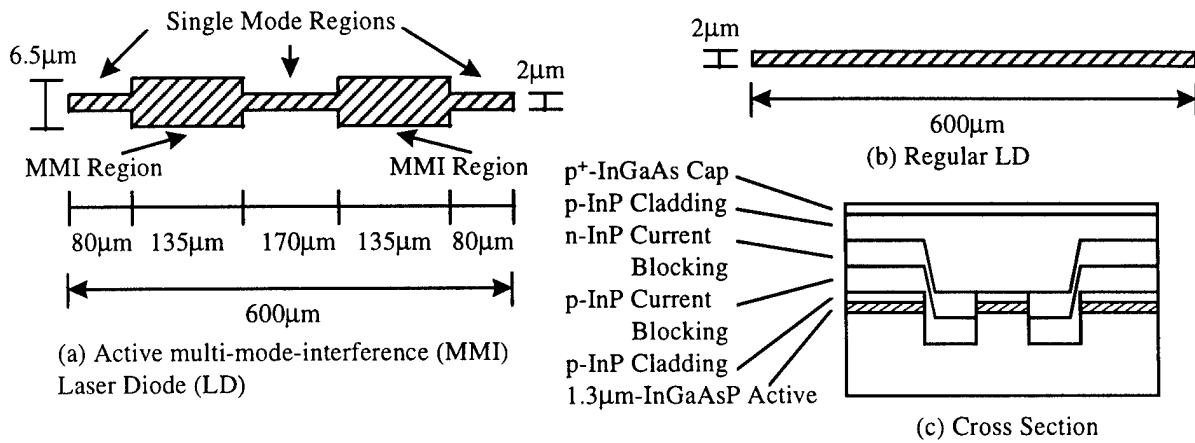 Single Mode Regions
6.5μm
2μm
MMI Region
MMI Region
80μm 135μm 170μm 135μm 80μm
600μm
(a) Active multi-mode-interference (MMI)
Laser Diode (LD)
2μm
600μm
(b) Regular LD
p⁺-InGaAs Cap
p-InP Cladding
n-InP Current
Blocking
p-InP Current
Blocking
p-InP Cladding
1.3μm-InGaAsP Active
(c) Cross Section